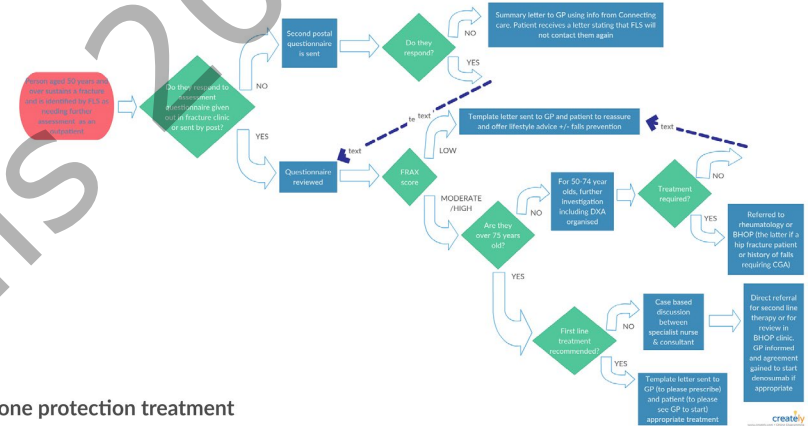 Person aged 50 years and
over sustains a fracture
and is identified by FLS as
needing further
assessment as an
outpatient
Do they respond to
assessment
questionnaire given
out in fracture clinic
or sent by post?
NO
YES
Second postal
questionnaire
is sent
Do they
respond?
NO
YES
Summary letter to GP using info from Connecting
care. Patient receives a letter stating that FLS will
not contact them again
text
te
text
Template letter sent to GP and patient to reassure
and offer lifestyle advice +/- falls prevention
Questionnaire
reviewed
FRAX
score
LOW
MODERATE
/HIGH
Are they
over 75 years
old?
NO
YES
For 50-74 year
olds, further
investigation
including DXA
organised
Treatment
required?
NO
YES
Referred to
rheumatology or
BHOP (the latter if a
hip fracture patient
or history of falls
requiring CGA)
First line
treatment
recommended?
NO
YES
Case based
discussion
between
specialist nurse
& consultant
Direct referral
for second line
therapy or for
review in
BHOP clinic.
GP informed
and agreement
gained to start
denosumab if
appropriate
Template letter sent to
GP (to please prescribe)
and patient (to please
see GP to start)
appropriate treatment
one protection treatment
creately